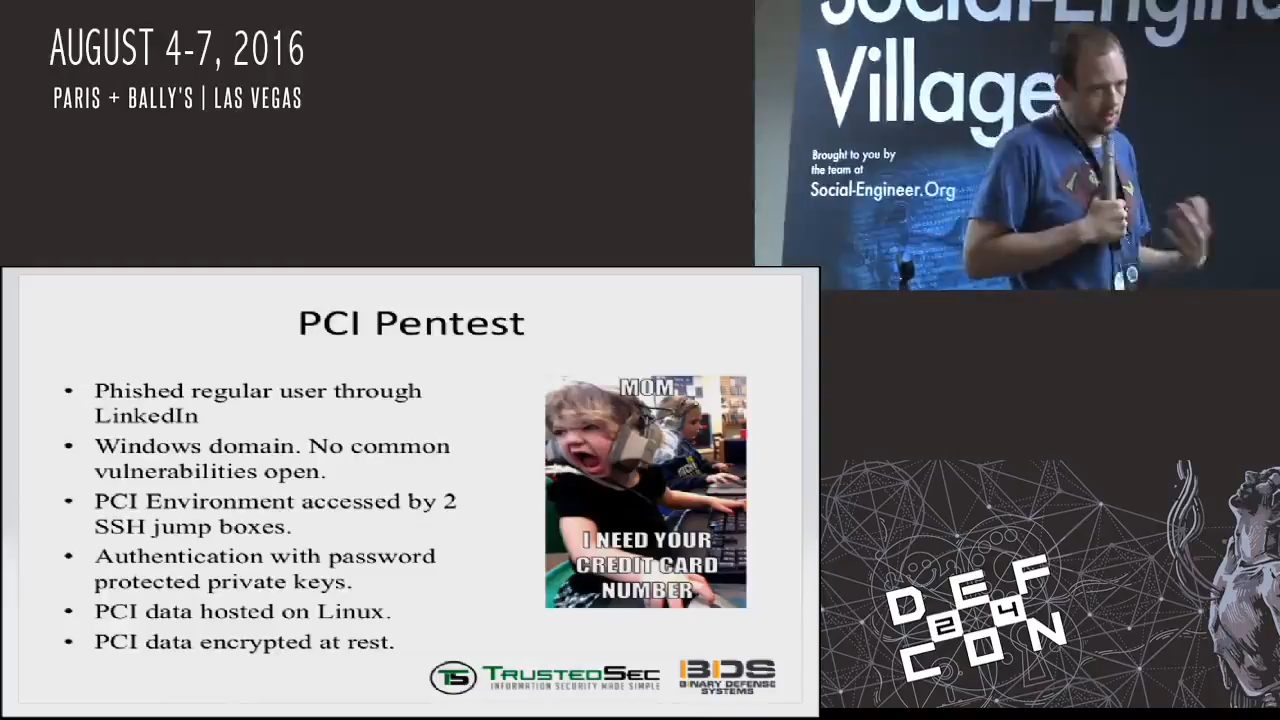 AUGUST 4-7, 2016
PARIS + BALLY'S | LAS VEGAS
Social-Engine
Village
Brought to you by
the team at
Social-Engineer.Org
PCI Pentest
• Phished regular user through
LinkedIn
• Windows domain. No common
vulnerabilities open.
• PCI Environment accessed by 2
SSH jump boxes.
• Authentication with password
protected private keys.
• PCI data hosted on Linux.
• PCI data encrypted at rest.
MOM
I NEED YOUR
CREDIT CARD
NUMBER
TS TRUSTEDSEC
INFORMATION SECURITY MADE SIMPLE
BDS
BINARY DEFENSE
SYSTEMS
DEF
24
CON